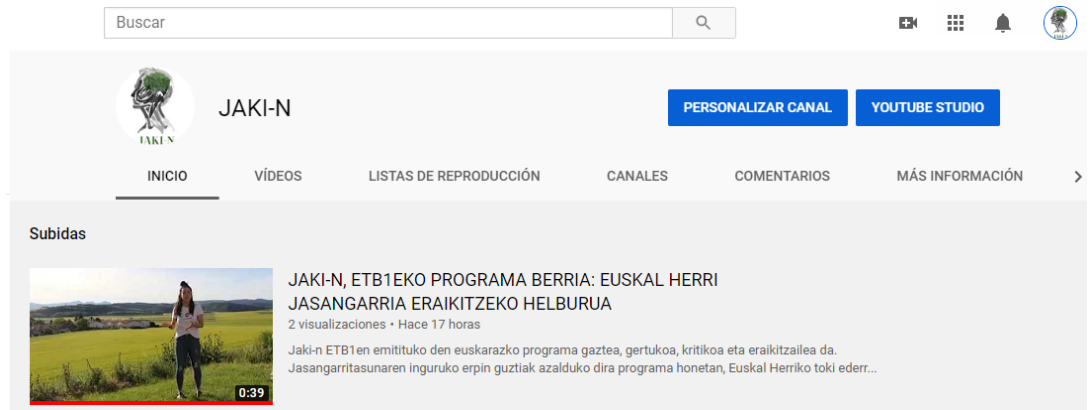 Buscar
JAKI-N
JAKI-N
PERSONALIZAR CANAL
YOUTUBE STUDIO
INICIO
VÍDEOS
LISTAS DE REPRODUCCIÓN
CANALES
COMENTARIOS
MÁS INFORMACIÓN
Subidas
JAKI-N, ETB1EKO PROGRAMA BERRIA: EUSKAL HERRI
JASANGARRIA ERAIKITZEKO HELBURUA
2 visualizaciones • Hace 17 horas
Jaki-n ETB1en emitituko den euskarazko programa gaztea, gertukoa, kritikoa eta eraikitzailea da.
Jasangarritasunaren inguruko erpin guztiak azalduko dira programa honetan, Euskal Herriko toki ederr...
0:39